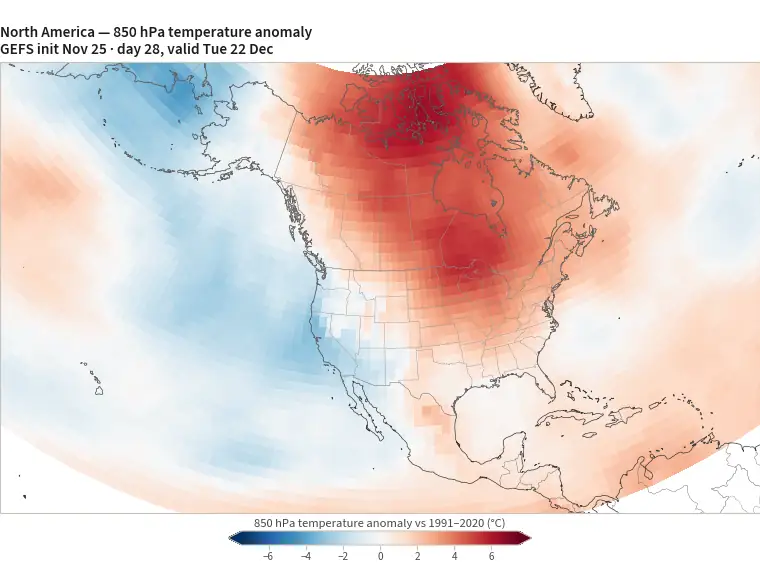 North America — 850 hPa temperature anomaly
GEFS init Nov 25 · day 28, valid Tue 22 Dec
850 hPa temperature anomaly vs 1991–2020 (°C)
−6 −4 −2 0 2 4 6